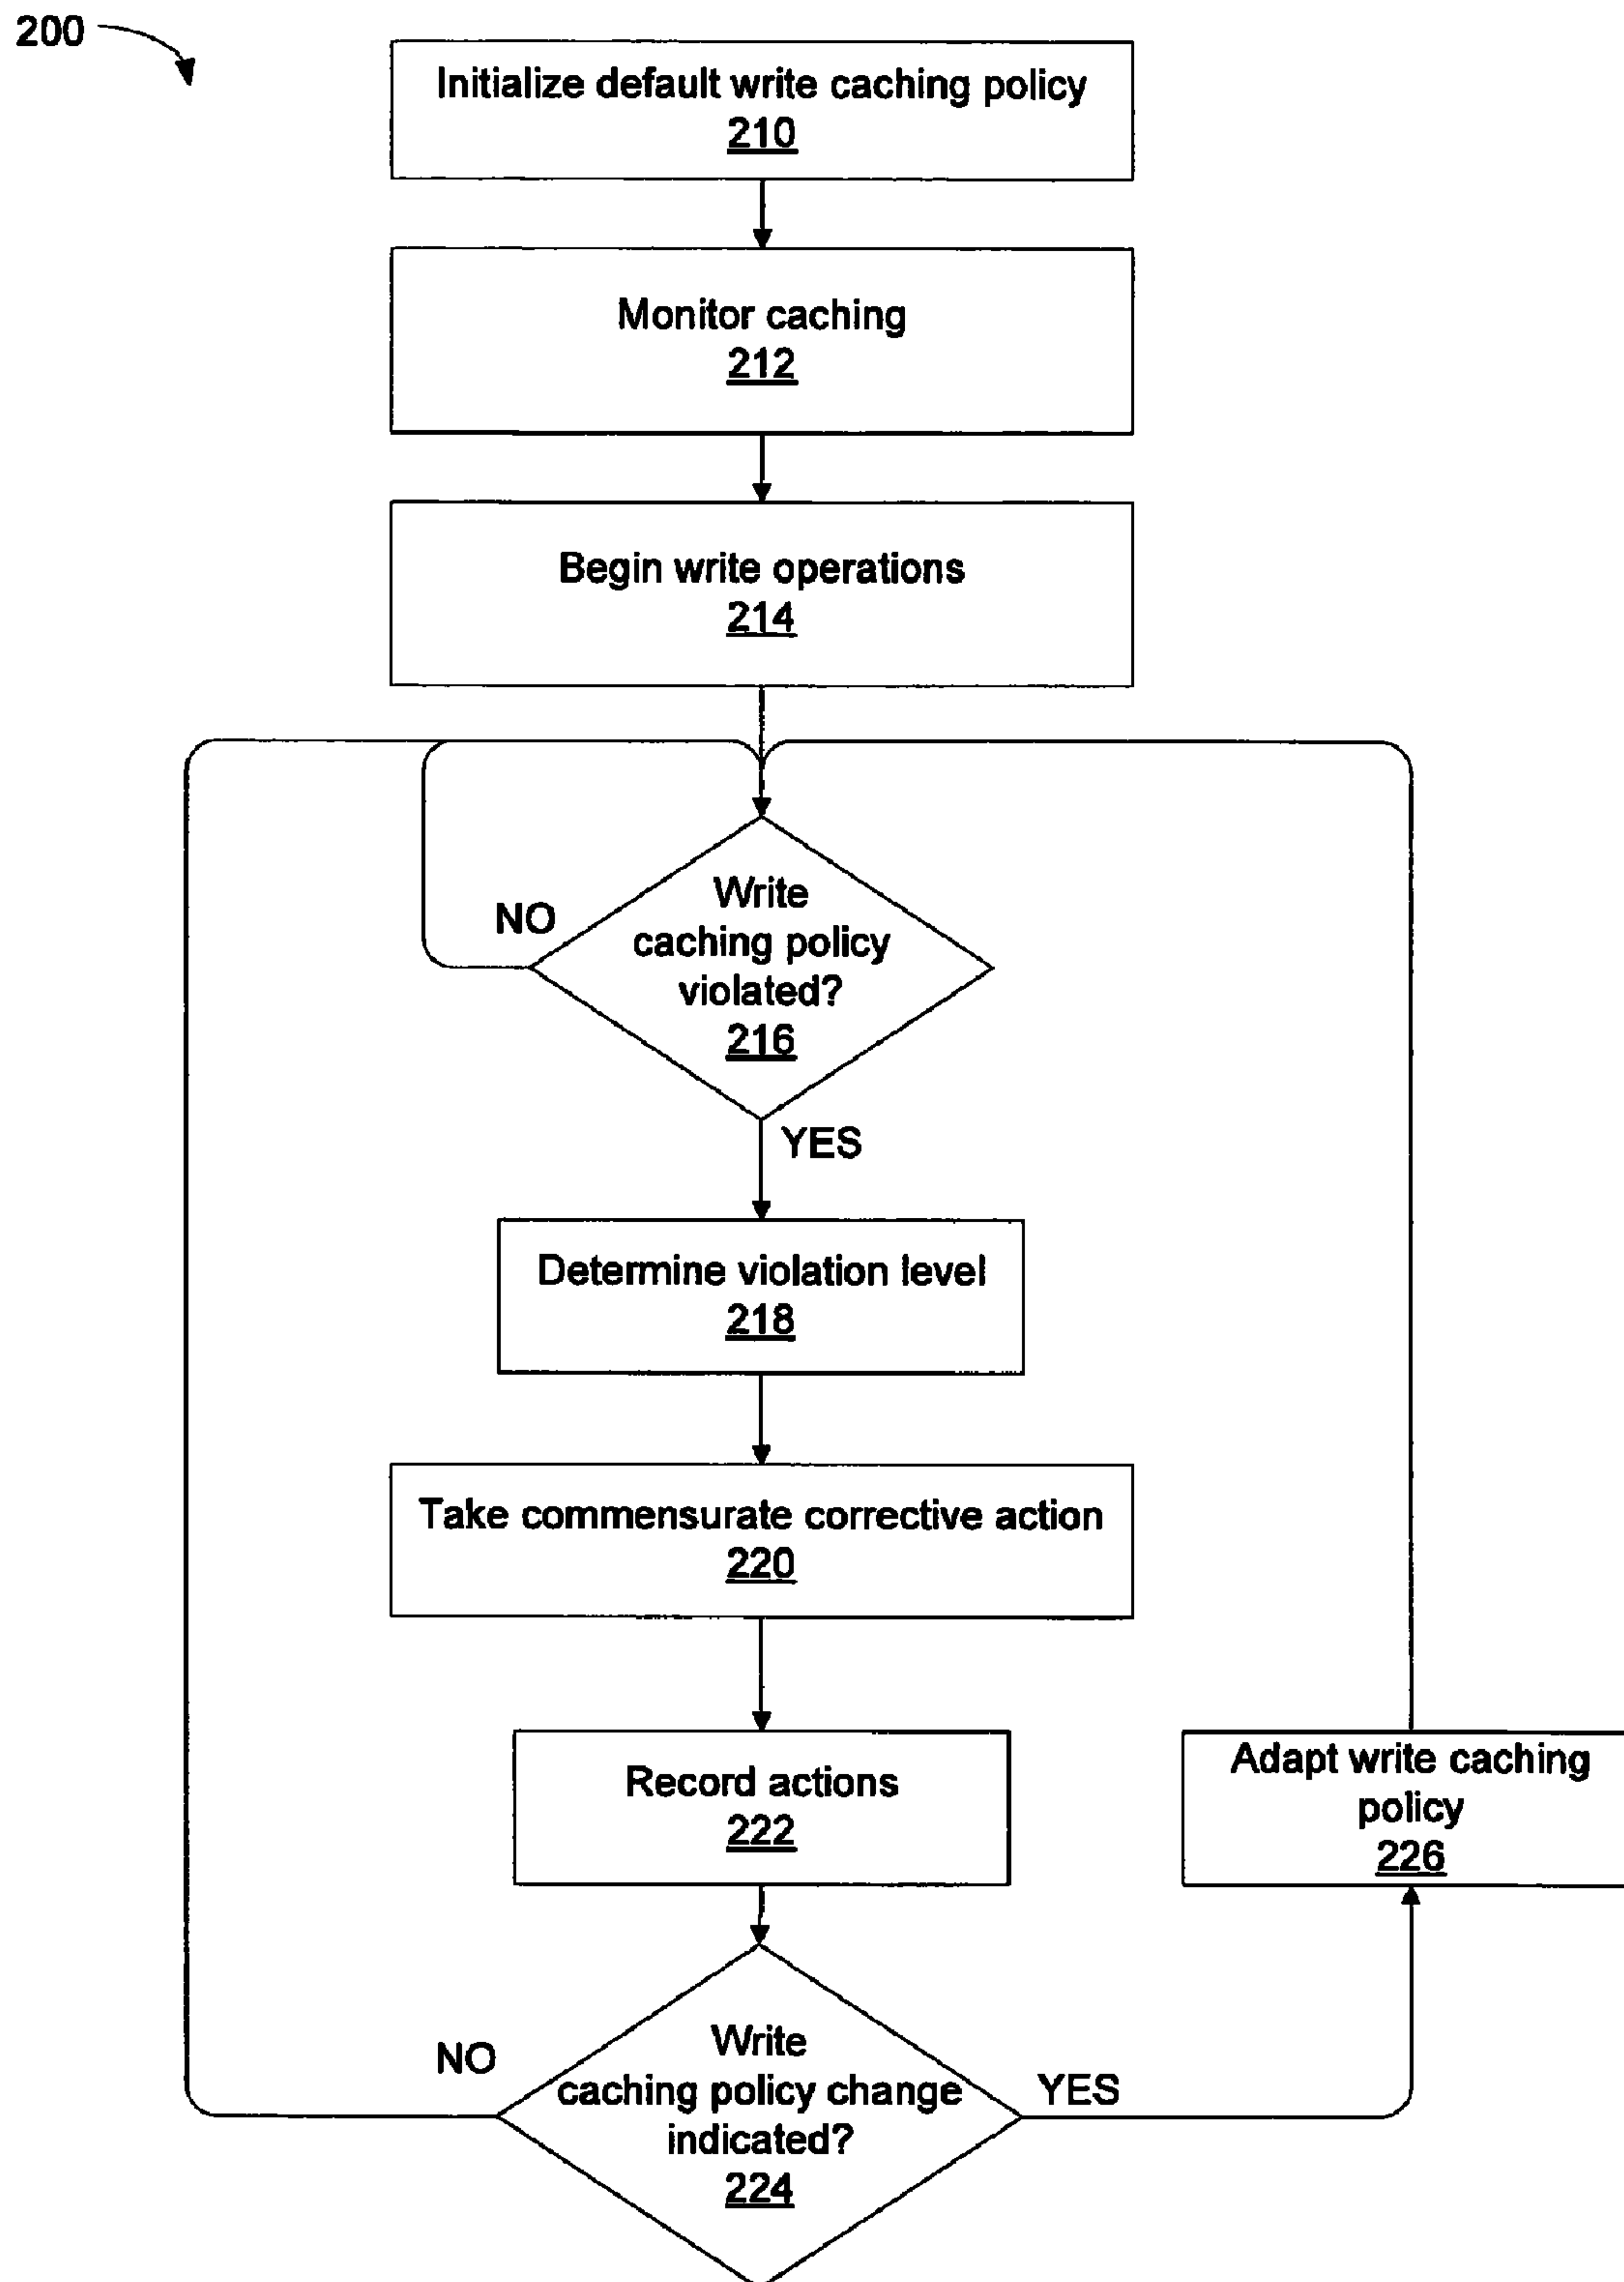 200
Initialize default write caching policy
210
Monitor caching
212
Begin write operations
214
Write
caching policy
violated?
216
NO
YES
Determine violation level
218
Take commensurate corrective action
220
Record actions
222
Adapt write caching
policy
226
Write
caching policy change
indicated?
224
NO
YES